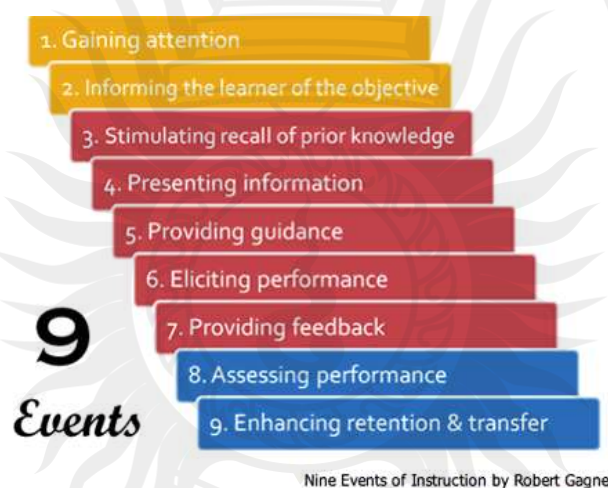 1. Gaining attention
2. Informing the learner of the objective
3. Stimulating recall of prior knowledge
4. Presenting information
5. Providing guidance
6. Eliciting performance
7. Providing feedback
8. Assessing performance
9. Enhancing retention & transfer
9
Events
Nine Events of Instruction by Robert Gagne